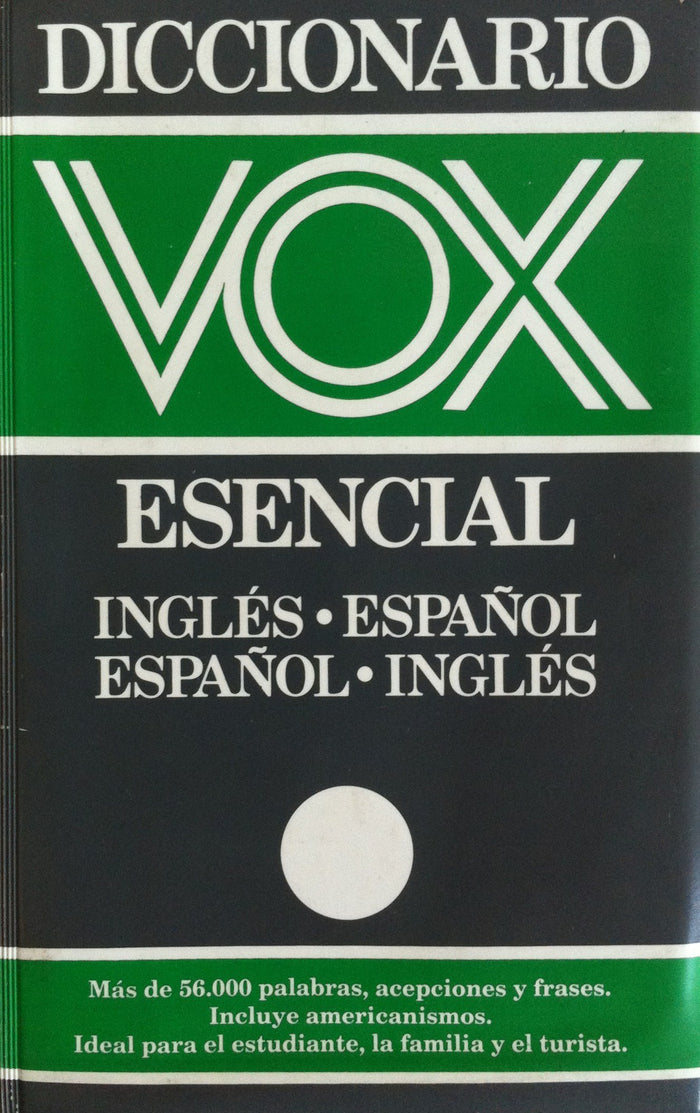 DICCIONARIO
VOX
ESENCIAL
INGLÉS • ESPAÑOL
ESPAÑOL • INGLÉS
Más de 56.000 palabras, acepciones y frases.
Incluye americanismos.
Ideal para el estudiante, la familia y el turista.